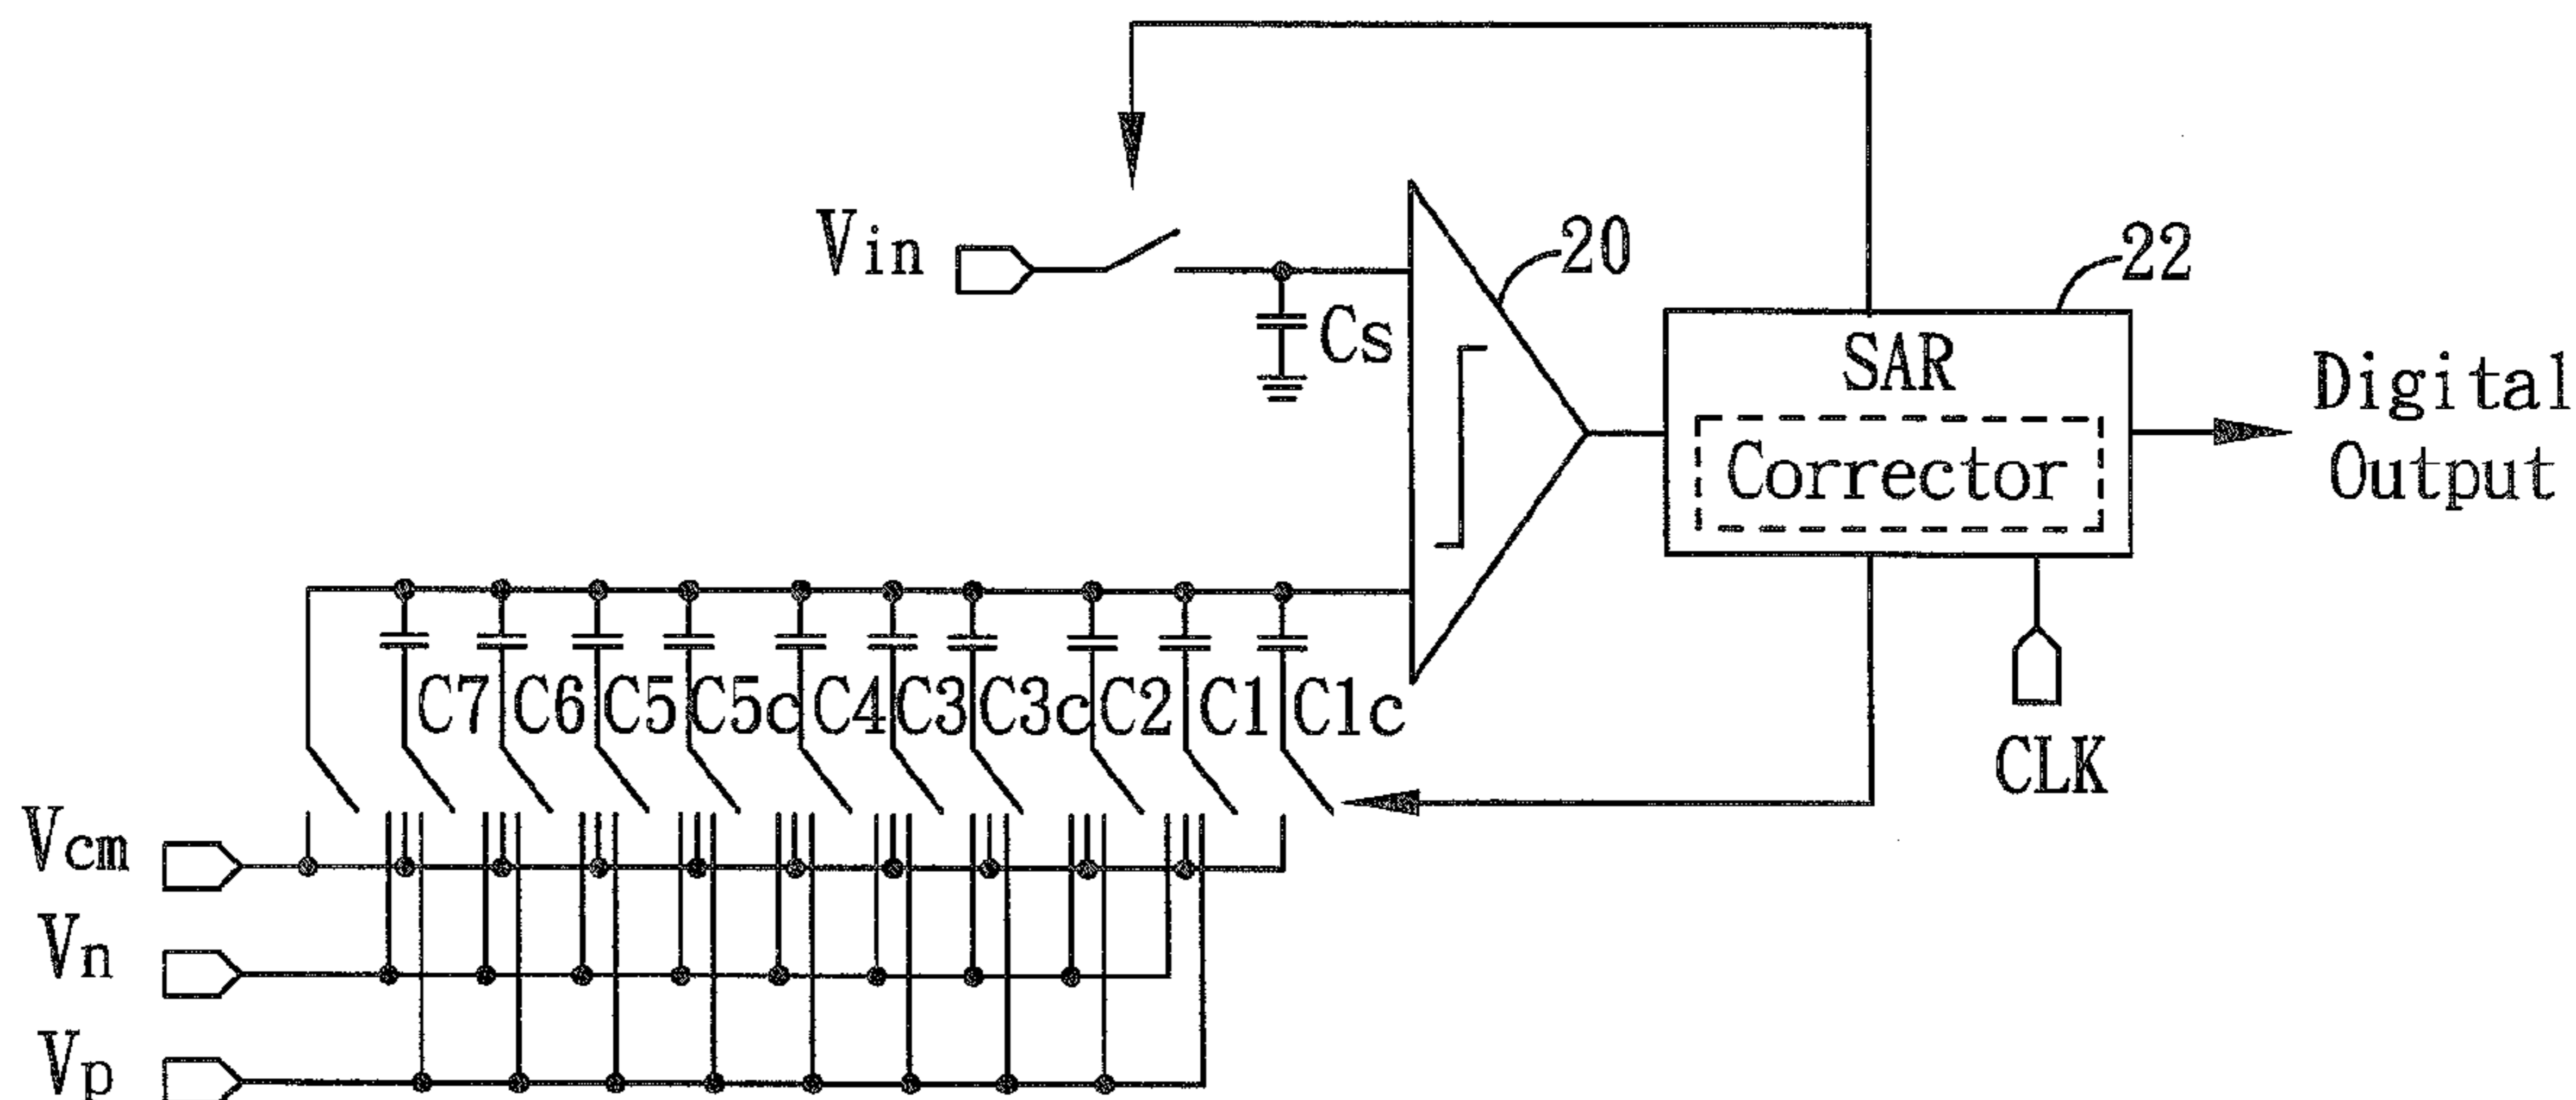 Vin
Cs
20
22
SAR
Corrector
Digital
Output
CLK
C7 C6 C5 C5c C4 C3 C3c C2 C1 C1c
Vcm
Vn
Vp